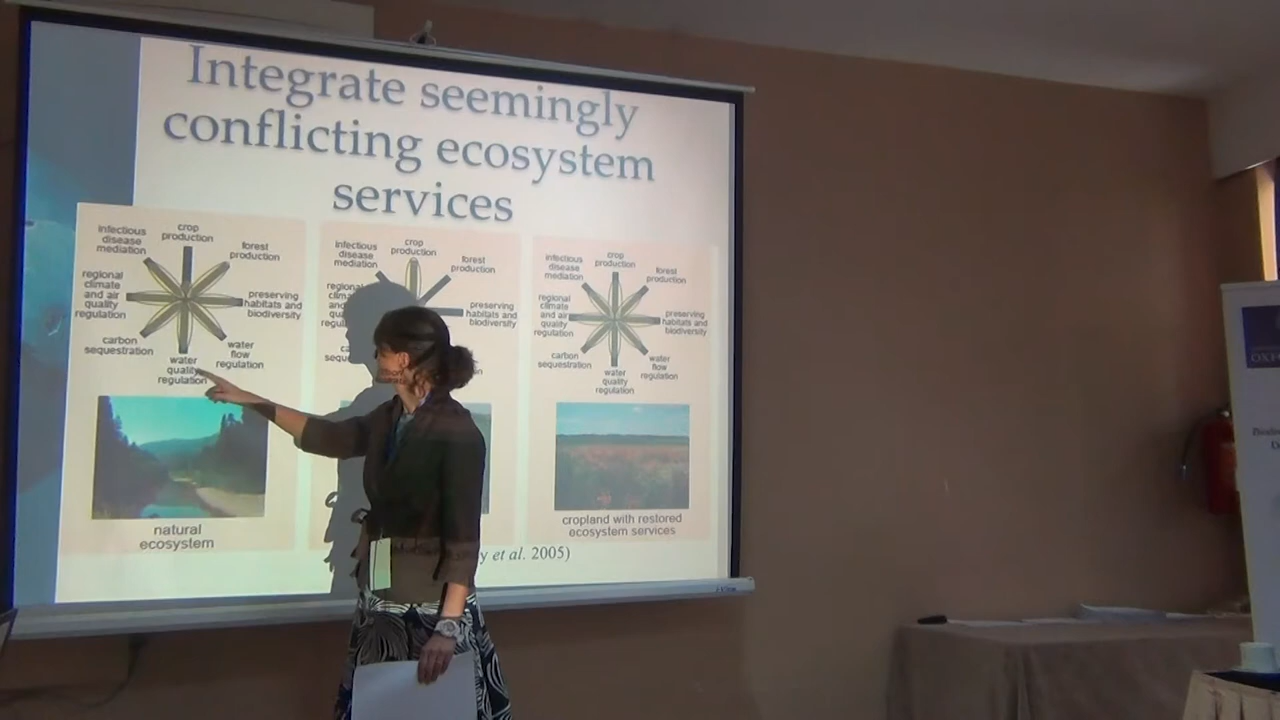 Integrate seemingly
conflicting ecosystem
services
infectious
disease
mediation
crop
production
forest
production
regional
climate
and air
quality
regulation
preserving
habitats and
biodiversity
carbon
sequestration
water
quality
regulation
water
flow
regulation
natural
ecosystem
infectious
disease
mediation
crop
production
forest
production
preserving
habitats and
biodiversity
infectious
disease
mediation
crop
production
forest
production
regional
climate
and air
quality
regulation
preserving
habitats and
biodiversity
carbon
sequestration
water
quality
regulation
water
flow
regulation
cropland with restored
ecosystem services
et al. 2005)